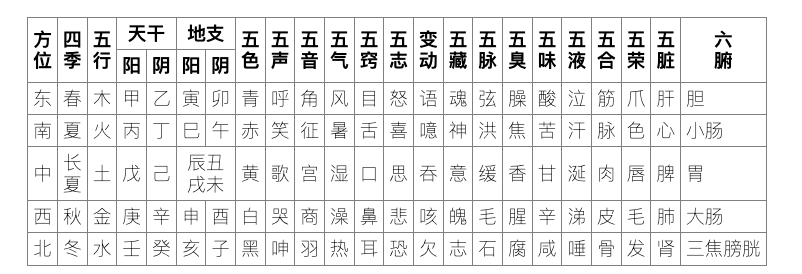 方位 四季 五行 天干 地支 五色 五声 五音 五气 五窍 五志 变动 五藏 五脉 五臭 五味 五液 五合 五荣 五脏 六腑
阳 阴 阳 阴
东 春 木 甲 乙 寅 卯 青 呼 角 风 目 怒 语 魂 弦 臊 酸 泣 筋 爪 肝 胆
南 夏 火 丙 丁 巳 午 赤 笑 征 暑 舌 喜 噫 神 洪 焦 苦 汗 脉 色 心 小肠
中 长夏 土 戊 己 辰丑戌未 黄 歌 宫 湿 口 思 吞 意 缓 香 甘 涎 肉 唇 脾 胃
西 秋 金 庚 辛 申 酉 白 哭 商 澡 鼻 悲 咳 魄 毛 腥 辛 涕 皮 毛 肺 大肠
北 冬 水 壬 癸 亥 子 黑 呻 羽 热 耳 恐 欠 志 石 腐 咸 唾 骨 发 肾 三焦膀胱